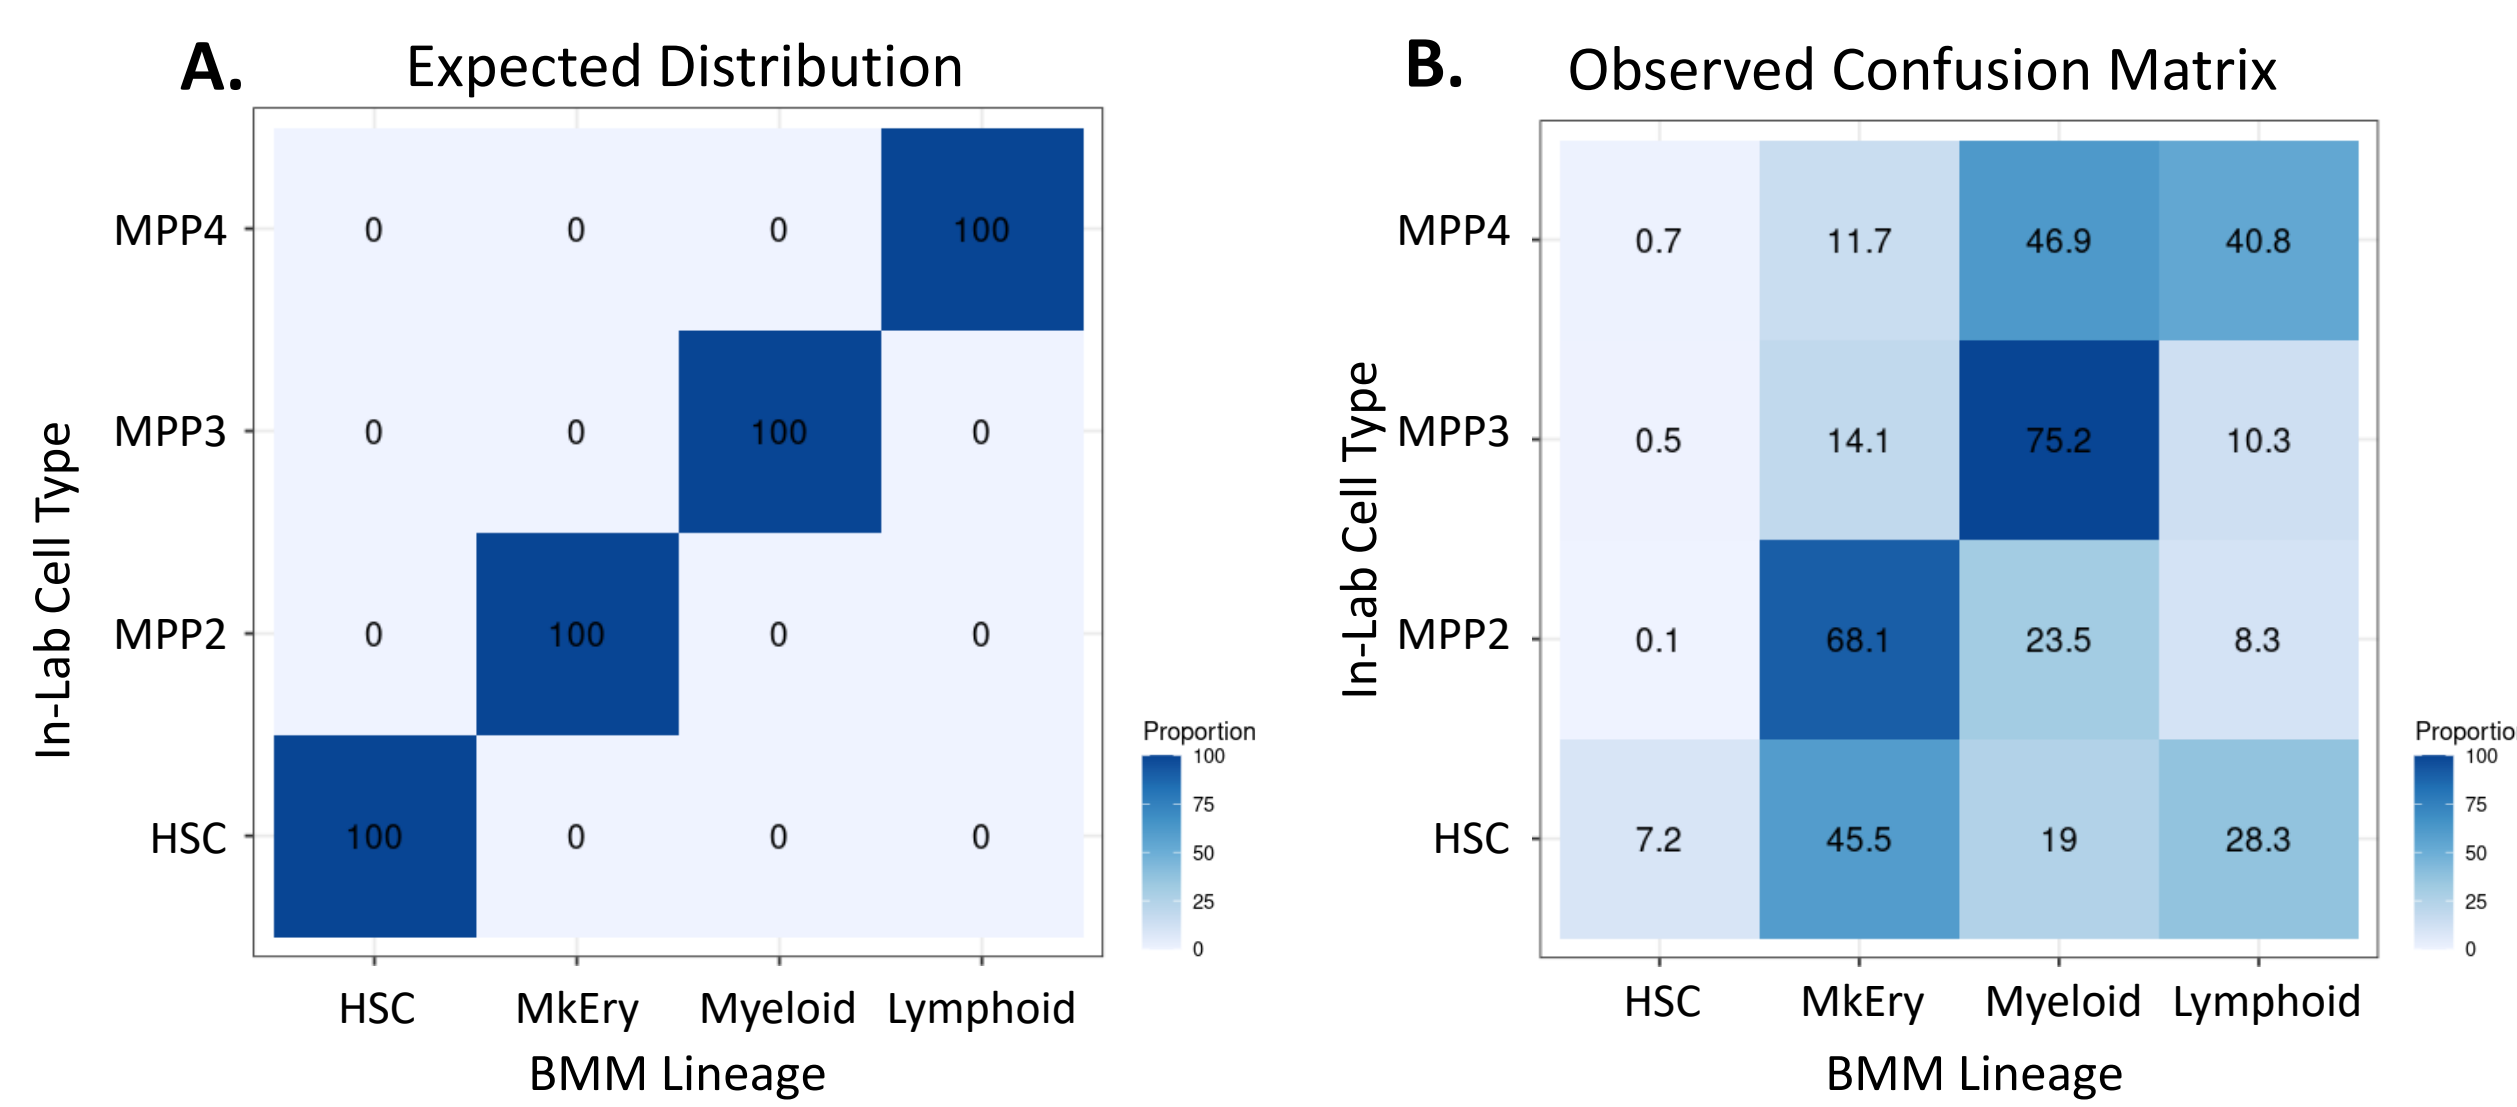 A. Expected Distribution
In-Lab Cell Type
MPP4 0 0 0 100
MPP3 0 0 100 0
MPP2 0 100 0 0
HSC 100 0 0 0
HSC MkEry Myeloid Lymphoid
BMM Lineage
Proportion
100
75
50
25
0
B. Observed Confusion Matrix
In-Lab Cell Type
MPP4 0.7 11.7 46.9 40.8
MPP3 0.5 14.1 75.2 10.3
MPP2 0.1 68.1 23.5 8.3
HSC 7.2 45.5 19 28.3
HSC MkEry Myeloid Lymphoid
BMM Lineage
Proportio
100
75
50
25
0